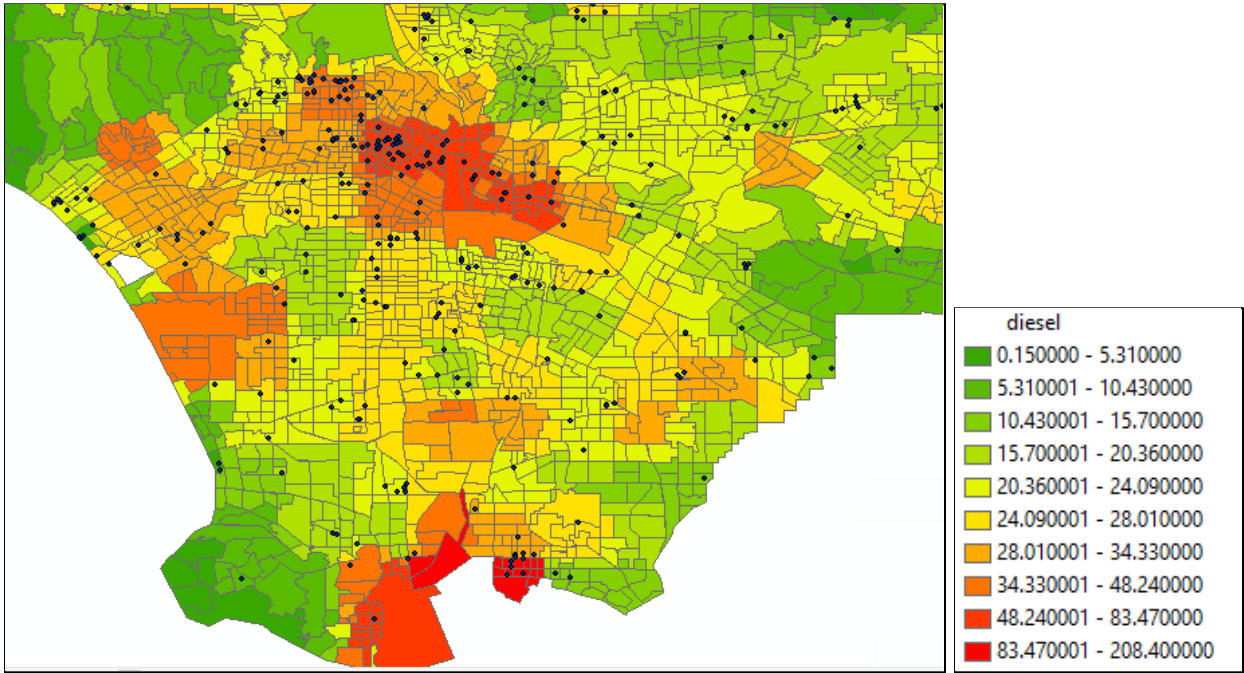 diesel
0.150000 - 5.310000
5.310001 - 10.430000
10.430001 - 15.700000
15.700001 - 20.360000
20.360001 - 24.090000
24.090001 - 28.010000
28.010001 - 34.330000
34.330001 - 48.240000
48.240001 - 83.470000
83.470001 - 208.400000